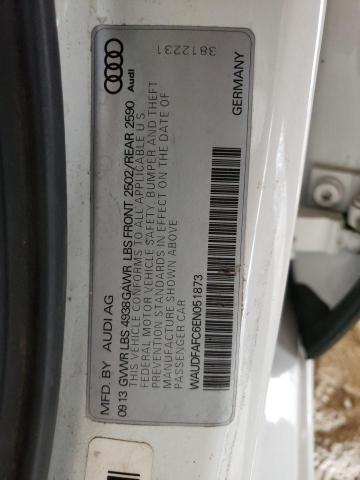 MFD. BY AUDI AG
09 13 GVWR LBS 4938 GAWR LBS FRONT 2502/REAR 2590
THIS VEHICLE CONFORMS TO ALL APPLICABLE U.S.
FEDERAL MOTOR VEHICLE SAFETY, BUMPER AND THEFT
PREVENTION STANDARDS IN EFFECT ON THE DATE OF
MANUFACTURE SHOWN ABOVE
PASSENGER CAR
WAUDFAFC6EN051873
Audi
3812231
GERMANY